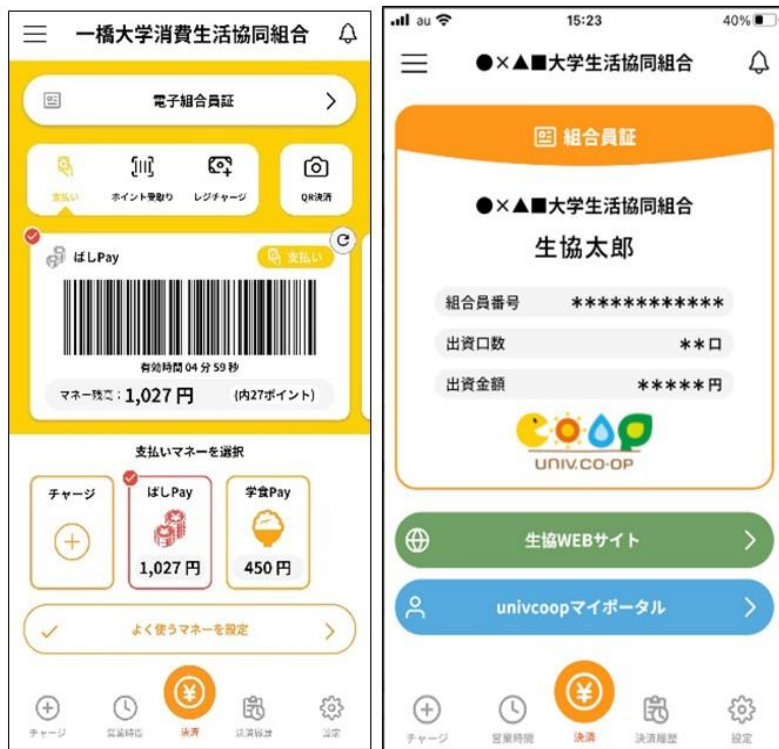 一橋大学消費生活協同組合
電子組合員証
支払い
ポイント受取り
レジチャージ
QR決済
ばしPay
支払い
有効時間 04 分 59 秒
マネー残高：1,027 円 (内27ポイント)
支払いマネーを選択
チャージ
ばしPay
1,027 円
学食Pay
450 円
よく使うマネーを設定
チャージ
営業時間
決済
決済履歴
設定
au
15:23
40%
●×▲■大学生活協同組合
組合員証
●×▲■大学生活協同組合
生協太郎
組合員番号 ************
出資口数 **口
出資金額 *****円
UNIV.CO-OP
生協WEBサイト
univcoopマイポータル
チャージ
営業時間
決済
決済履歴
設定